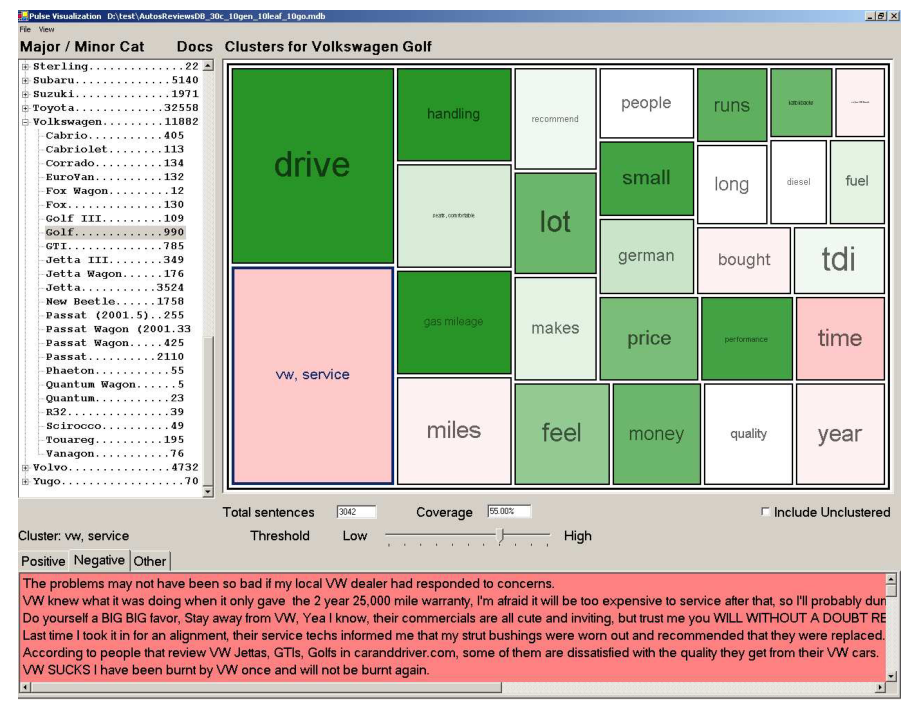 Pulse Visualization D:\test\AutosReviewsDB_30c_10gen_10leaf_10go.mdb
File View
Major / Minor Cat Docs Clusters for Volkswagen Golf
Sterling..............22
Subaru..............5140
Suzuki..............1971
Toyota.............32558
Volkswagen.........11882
Cabrio...........405
Cabriolet........113
Corrado..........134
EuroVan..........132
Fox Wagon.........12
Fox..............130
Golf III.........109
Golf.............990
GTI..............785
Jetta III........349
Jetta Wagon......176
Jetta...........3524
New Beetle......1758
Passat (2001.5)..255
Passat Wagon (2001.33
Passat Wagon.....425
Passat..........2110
Phaeton...........55
Quantum Wagon......5
Quantum...........23
R32...............39
Scirocco..........49
Touareg..........195
Vanagon...........76
Volvo...............4732
Yugo..................70
drive
handling
recommend
people
runs
small
long
diesel
fuel
lot
german
bought
tdi
vw, service
gas mileage
makes
price
performance
time
miles
feel
money
quality
year
Total sentences 3042 Coverage 55.00% Include Unclustered
Cluster: vw, service Threshold Low High
Positive Negative Other
The problems may not have been so bad if my local VW dealer had responded to concerns.
VW knew what it was doing when it only gave the 2 year 25,000 mile warranty, I'm afraid it will be too expensive to service after that, so I'll probably dun
Do yourself a BIG BIG favor, Stay away from VW, Yea I know, their commercials are all cute and inviting, but trust me you WILL WITHOUT A DOUBT RE
Last time I took it in for an alignment, their service techs informed me that my strut bushings were worn out and recommended that they were replaced.
According to people that review VW Jettas, GTIs, Golfs in caranddriver.com, some of them are dissatisfied with the quality they get from their VW cars.
VW SUCKS I have been burnt by VW once and will not be burnt again.